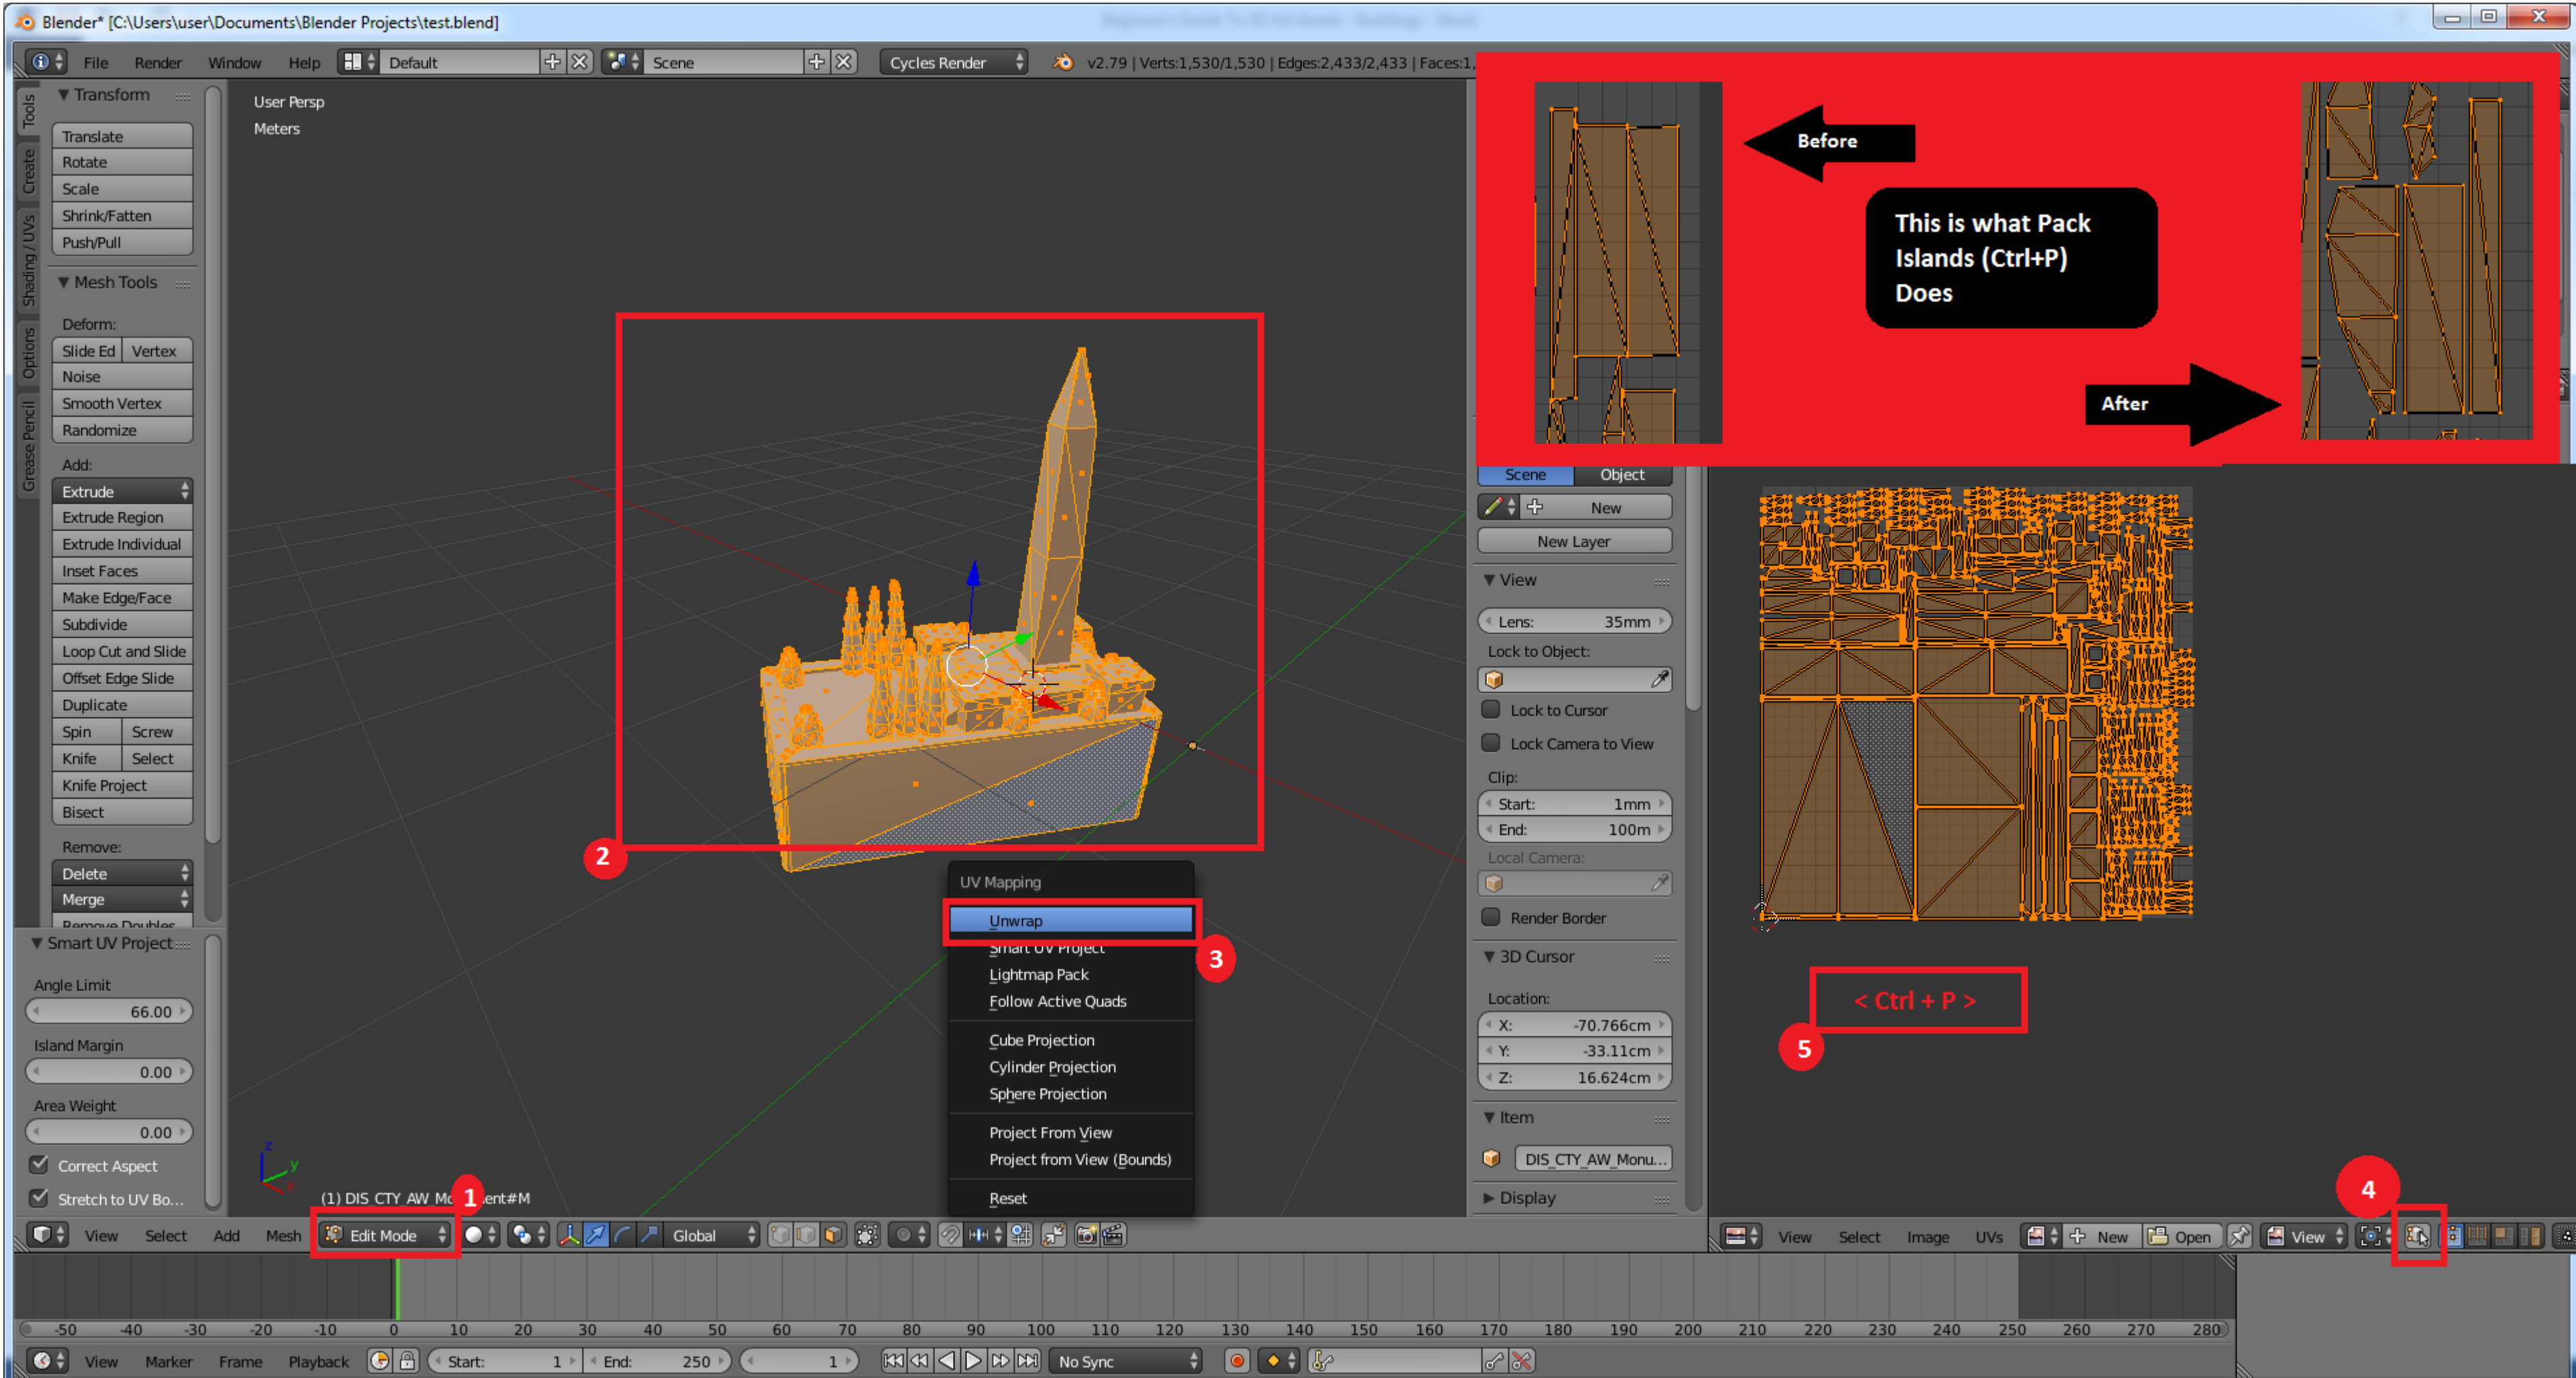 Blender* [C:\Users\user\Documents\Blender Projects\test.blend]
File Render Window Help Default Scene Cycles Render v2.79 | Verts:1,530/1,530 | Edges:2,433/2,433 | Faces:1,
Tools
Create
Shading / UVs
Options
Grease Pencil
Transform
Translate
Rotate
Scale
Shrink/Fatten
Push/Pull
Mesh Tools
Deform:
Slide Ed Vertex
Noise
Smooth Vertex
Randomize
Add:
Extrude
Extrude Region
Extrude Individual
Inset Faces
Make Edge/Face
Subdivide
Loop Cut and Slide
Offset Edge Slide
Duplicate
Spin Screw
Knife Select
Knife Project
Bisect
Remove:
Delete
Merge
Remove Doubles
Smart UV Project
Angle Limit
66.00
Island Margin
0.00
Area Weight
0.00
Correct Aspect
Stretch to UV Bo...
User Persp
Meters
2
UV Mapping
Unwrap
Smart UV Project
Lightmap Pack
Follow Active Quads
Cube Projection
Cylinder Projection
Sphere Projection
Project From View
Project from View (Bounds)
Reset
3
z
y
x
(1) DIS_CTY_AW_Mo ent#M
1
View Select Add Mesh Edit Mode Global
Before
This is what Pack
Islands (Ctrl+P)
Does
After
Scene Object
New
New Layer
View
Lens: 35mm
Lock to Object:
Lock to Cursor
Lock Camera to View
Clip:
Start: 1mm
End: 100m
Local Camera:
Render Border
3D Cursor
Location:
X: -70.766cm
Y: -33.11cm
Z: 16.624cm
Item
DIS_CTY_AW_Monu...
Display
< Ctrl + P >
5
4
View Select Image UVs New Open View
-50 -40 -30 -20 -10 0 10 20 30 40 50 60 70 80 90 100 110 120 130 140 150 160 170 180 190 200 210 220 230 240 250 260 270 280
View Marker Frame Playback Start: 1 End: 250 1 No Sync